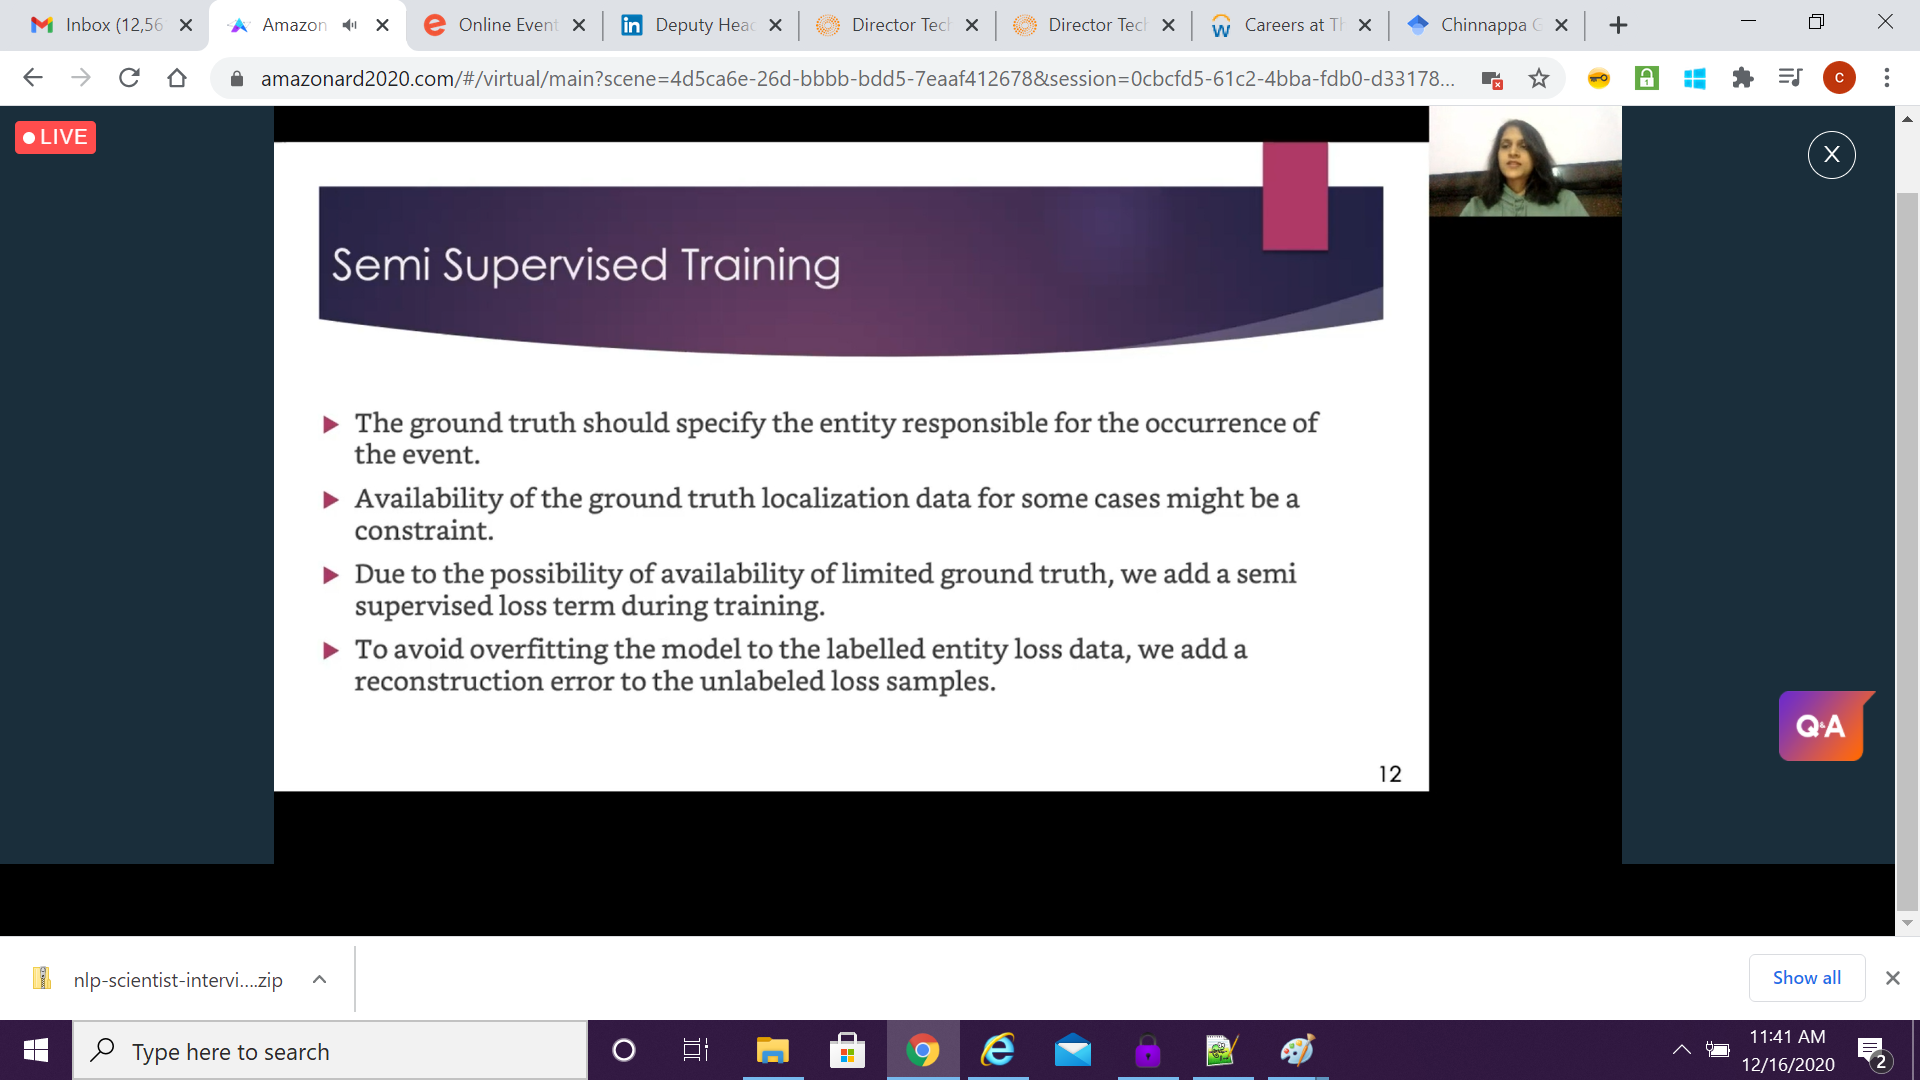 Inbox (12,56
Amazon
Online Event
Deputy Head
Director Tech
Director Tech
Careers at Th
Chinnappa G
amazonard2020.com/#/virtual/main?scene=4d5ca6e-26d-bbbb-bdd5-7eaaf412678&session=0cbcfd5-61c2-4bba-fdb0-d33178...
c
LIVE
X
Semi Supervised Training
The ground truth should specify the entity responsible for the occurrence of
the event.
Availability of the ground truth localization data for some cases might be a
constraint.
Due to the possibility of availability of limited ground truth, we add a semi
supervised loss term during training.
To avoid overfitting the model to the labelled entity loss data, we add a
reconstruction error to the unlabeled loss samples.
Q&A
12
nlp-scientist-intervi....zip
Show all
Type here to search
11:41 AM
12/16/2020
2